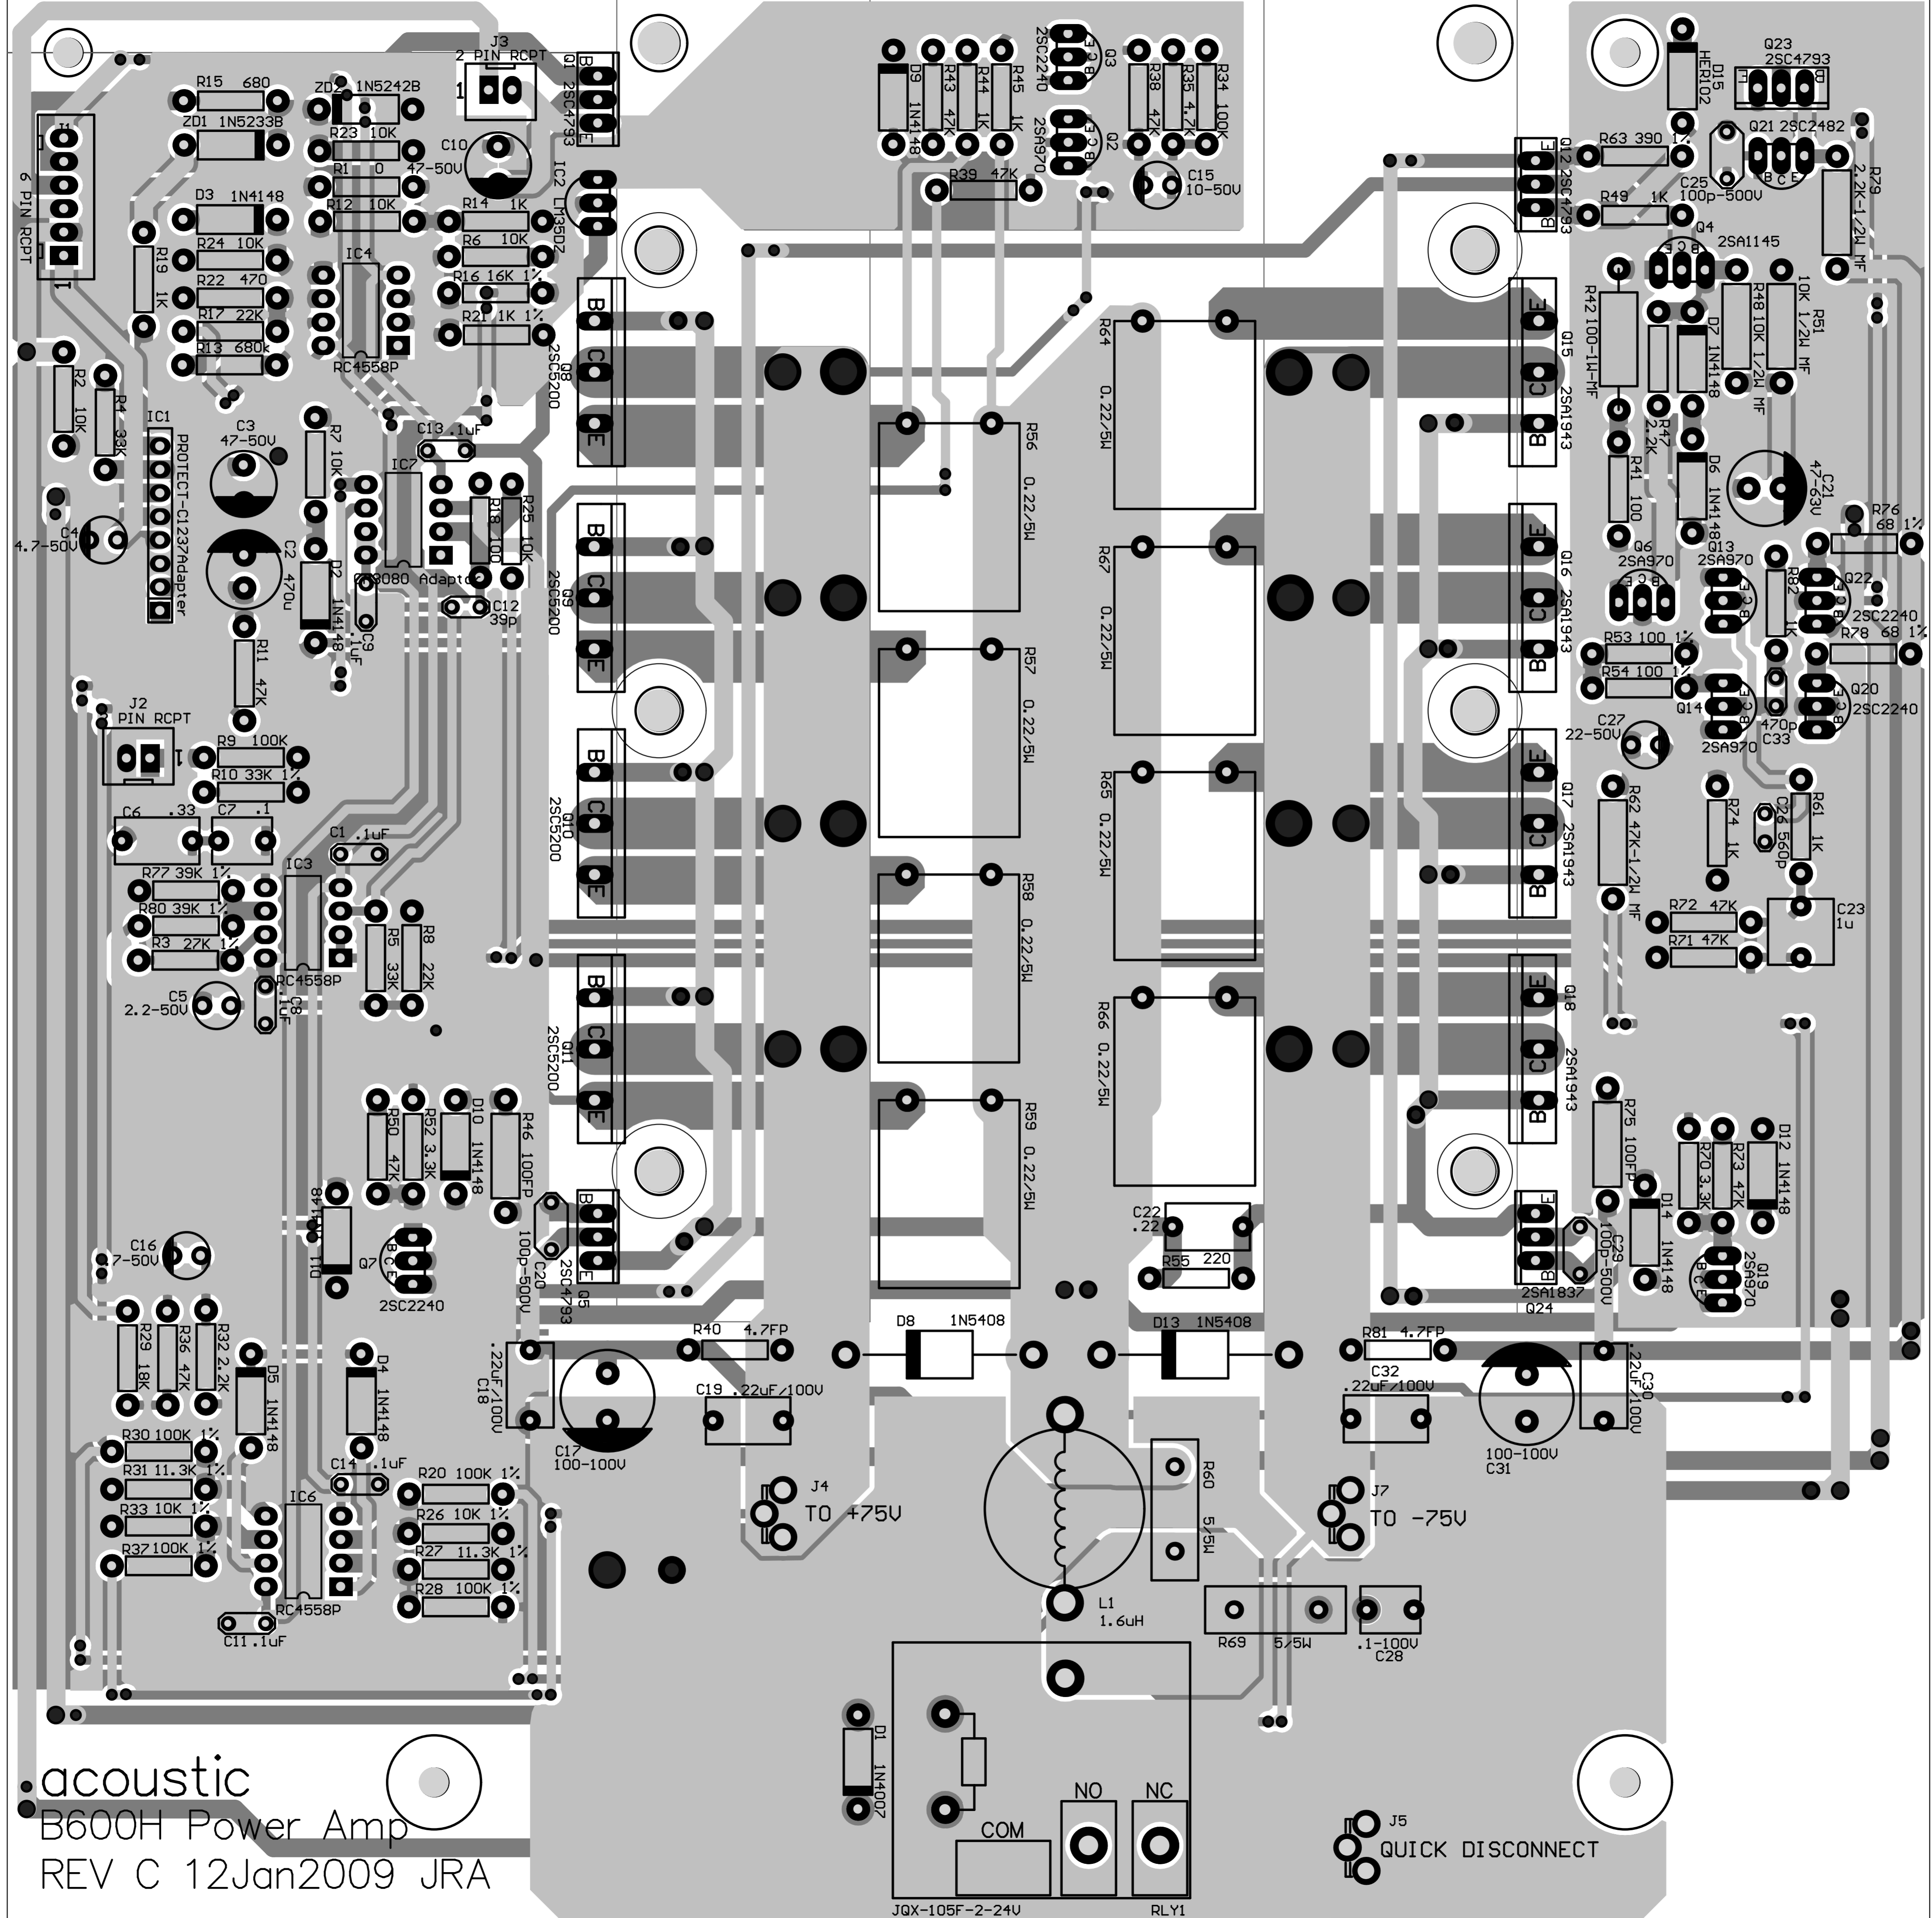 J3
2 PIN RCPT
1
R15 680
ZD1 1N5233B
ZD2 1N5242B
R23 10K
R1 0
R12 10K
D3 1N4148
R24 10K
R22 470
R17 22K
R13 680k
J1
6 PIN RCPT
1
R19 1K
C10
47-50V
Q1 2SC4793
B
E
IC2 LM35DZ
R14 1K
R6 10K
R16 16K 1%
R21 1K 1%
IC4
RC4558P
R2 10K
R4 33K
IC1
PROTECT-C1237Adapter
C3
47-50V
C4
4.7-50V
C2 470u
R7 10K
D2 1N4148
C13 .1uF
IC7
R18 100
R25 10K
C12
39p
C9 .1uF
R11 47K
J2
PIN RCPT
1
R9 100K
R10 33K 1%
C6 .33
C7 .1
C1 .1uF
IC3
RC4558P
R77 39K 1%
R80 39K 1%
R3 27K 1%
C5
2.2-50V
C8 .1uF
R5 33K
R8 22K
R50 47K
R52 3.3K
D10 1N4148
R46 100FP
D11
Q7
B C E
2SC2240
C16
7-50V
C20 100p-500V
Q5 2SC4793
B
E
R29 18K
R36 47K
R32 2.2K
D5 1N4148
D4 1N4148
C18 .22uF/100V
C17
100-100V
R30 100K 1%
R31 11.3K 1%
R33 10K 1%
R37 100K 1%
C14 .1uF
IC6
RC4558P
C11 .1uF
R20 100K 1%
R26 10K 1%
R27 11.3K 1%
R28 100K 1%
Q8 2SC5200
B
C
E
Q9 2SC5200
B
C
E
Q10 2SC5200
B
C
E
Q11 2SC5200
B
C
E
D9 1N4148
R43 47K
R44 1K
R45 1K
2SC2240 Q3
E C B
2SA970 Q2
E C B
R38 47K
R35 4.7K
R34 100K
R39 47K
C15
10-50V
R64 0.22/5W
R56 0.22/5W
R67 0.22/5W
R57 0.22/5W
R65 0.22/5W
R58 0.22/5W
R66 0.22/5W
R59 0.22/5W
C22
.22
R55 220
R40 4.7FP
D8 1N5408
D13 1N5408
R81 4.7FP
C19 .22uF/100V
C32
.22uF/100V
J4
TO +75V
J7
TO -75V
L1
1.6uH
R60 5/5W
R69 5/5W
.1-100V
C28
D1 1N4007
COM
NO
NC
JQX-105F-2-24V
RLY1
J5
QUICK DISCONNECT
Q12 2SC4793
E
B
Q15 2SA1943
E
C
B
Q16 2SA1943
E
C
B
Q17 2SA1943
E
C
B
Q18 2SA1943
E
C
B
D15 HER102
Q23
2SC4793
E
B
R63 390 1%
Q21 2SC2482
B C E
C25
100p-500V
R79 2.2K-1/2W MF
R49 1K
Q4
E C B
2SA1145
R42 100-1W-MF
R47 2.2K
D7 1N4148
R48 10K 1/2W MF
R51 10K 1/2W MF
R41 100
D6 1N4148
C21 47-63V
R76
68 1%
Q6
2SA970
E C B
Q13
2SA970
E C B
R82 1K
Q22
2SC2240
E C B
R53 100 1%
R54 100 1%
R78 68 1%
Q14
2SA970
B C E
470p
C33
Q20
2SC2240
B C E
C27
22-50V
R62 47K-1/2W MF
R74 1K
C26 560p
R61 1K
R72 47K
R71 47K
C23
1u
R75 100FP
R70 3.3K
R73 47K
D12 1N4148
D14 1N4148
C29 100p-500V
2SA1837
Q24
E
B
Q19 2SA970
B C E
100-100V
C31
C30 .22uF/100V
acoustic
B600H Power Amp
REV C 12Jan2009 JRA